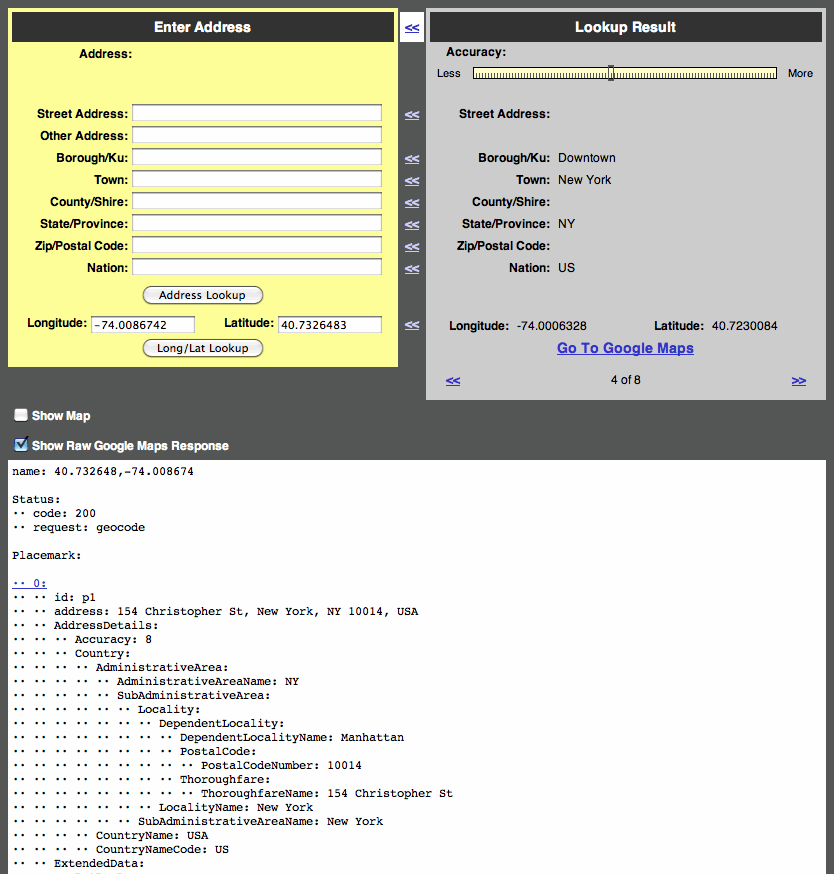 Enter Address
<<
Lookup Result
Address:
Accuracy:
Less
More
Street Address:
<<
Street Address:
Other Address:
Borough/Ku:
<<
Borough/Ku: Downtown
Town:
<<
Town: New York
County/Shire:
<<
County/Shire:
State/Province:
<<
State/Province: NY
Zip/Postal Code:
<<
Zip/Postal Code:
Nation:
<<
Nation: US
Address Lookup
Longitude: -74.0086742 Latitude: 40.7326483
<<
Longitude: -74.0006328 Latitude: 40.7230084
Long/Lat Lookup
Go To Google Maps
<< 4 of 8 >>
Show Map
Show Raw Google Maps Response
name: 40.732648,-74.008674
Status:
·· code: 200
·· request: geocode
Placemark:
·· 0:
·· ·· id: p1
·· ·· address: 154 Christopher St, New York, NY 10014, USA
·· ·· AddressDetails:
·· ·· ·· Accuracy: 8
·· ·· ·· Country:
·· ·· ·· ·· AdministrativeArea:
·· ·· ·· ·· ·· AdministrativeAreaName: NY
·· ·· ·· ·· ·· SubAdministrativeArea:
·· ·· ·· ·· ·· ·· Locality:
·· ·· ·· ·· ·· ·· ·· DependentLocality:
·· ·· ·· ·· ·· ·· ·· ·· DependentLocalityName: Manhattan
·· ·· ·· ·· ·· ·· ·· ·· PostalCode:
·· ·· ·· ·· ·· ·· ·· ·· ·· PostalCodeNumber: 10014
·· ·· ·· ·· ·· ·· ·· ·· Thoroughfare:
·· ·· ·· ·· ·· ·· ·· ·· ·· ThoroughfareName: 154 Christopher St
·· ·· ·· ·· ·· ·· ·· LocalityName: New York
·· ·· ·· ·· ·· ·· SubAdministrativeAreaName: New York
·· ·· ·· ·· CountryName: USA
·· ·· ·· ·· CountryNameCode: US
·· ·· ExtendedData: